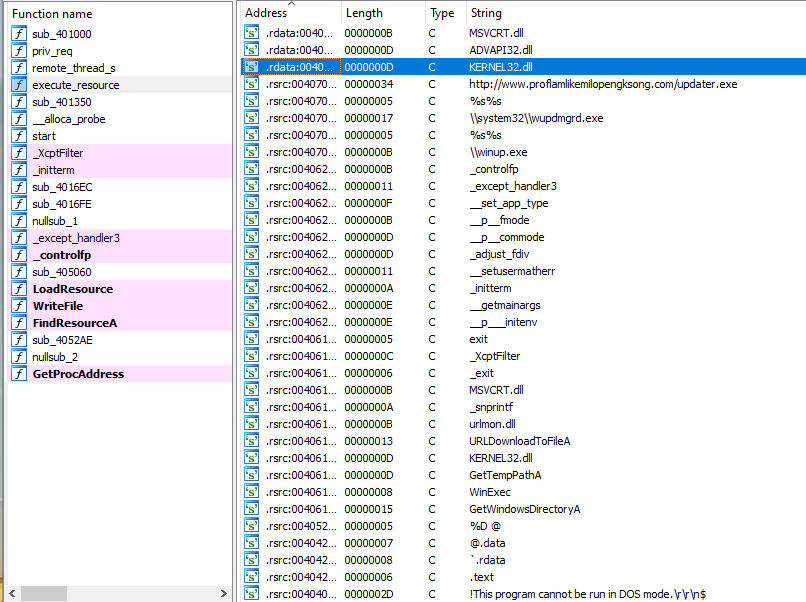 Function name
sub_401000
priv_req
remote_thread_s
execute_resource
sub_401350
__alloca_probe
start
_XcptFilter
_initterm
sub_4016EC
sub_4016FE
nullsub_1
_except_handler3
_controlfp
sub_405060
LoadResource
WriteFile
FindResourceA
sub_4052AE
nullsub_2
GetProcAddress
Address Length Type String
.rdata:0040... 0000000B C MSVCRT.dll
.rdata:0040... 0000000D C ADVAPI32.dll
.rdata:0040... 0000000D C KERNEL32.dll
.rsrc:004070... 00000034 C http://www.proflamlikemilopengksong.com/updater.exe
.rsrc:004070... 00000005 C %s%s
.rsrc:004070... 00000017 C \\system32\\wupdmgrd.exe
.rsrc:004070... 00000005 C %s%s
.rsrc:004070... 0000000B C \\winup.exe
.rsrc:004062... 0000000B C _controlfp
.rsrc:004062... 00000011 C _except_handler3
.rsrc:004062... 0000000F C __set_app_type
.rsrc:004062... 0000000B C __p__fmode
.rsrc:004062... 0000000D C __p__commode
.rsrc:004062... 0000000D C _adjust_fdiv
.rsrc:004062... 00000011 C __setusermatherr
.rsrc:004062... 0000000A C _initterm
.rsrc:004062... 0000000E C __getmainargs
.rsrc:004062... 0000000E C __p___initenv
.rsrc:004061... 00000005 C exit
.rsrc:004061... 0000000C C _XcptFilter
.rsrc:004061... 00000006 C _exit
.rsrc:004061... 0000000B C MSVCRT.dll
.rsrc:004061... 0000000A C _snprintf
.rsrc:004061... 0000000B C urlmon.dll
.rsrc:004061... 00000013 C URLDownloadToFileA
.rsrc:004061... 0000000D C KERNEL32.dll
.rsrc:004061... 0000000D C GetTempPathA
.rsrc:004061... 00000008 C WinExec
.rsrc:004061... 00000015 C GetWindowsDirectoryA
.rsrc:004052... 00000005 C %D @
.rsrc:004042... 00000007 C @.data
.rsrc:004042... 00000008 C `.rdata
.rsrc:004042... 00000006 C .text
.rsrc:004040... 0000002D C !This program cannot be run in DOS mode.\r\r\n$